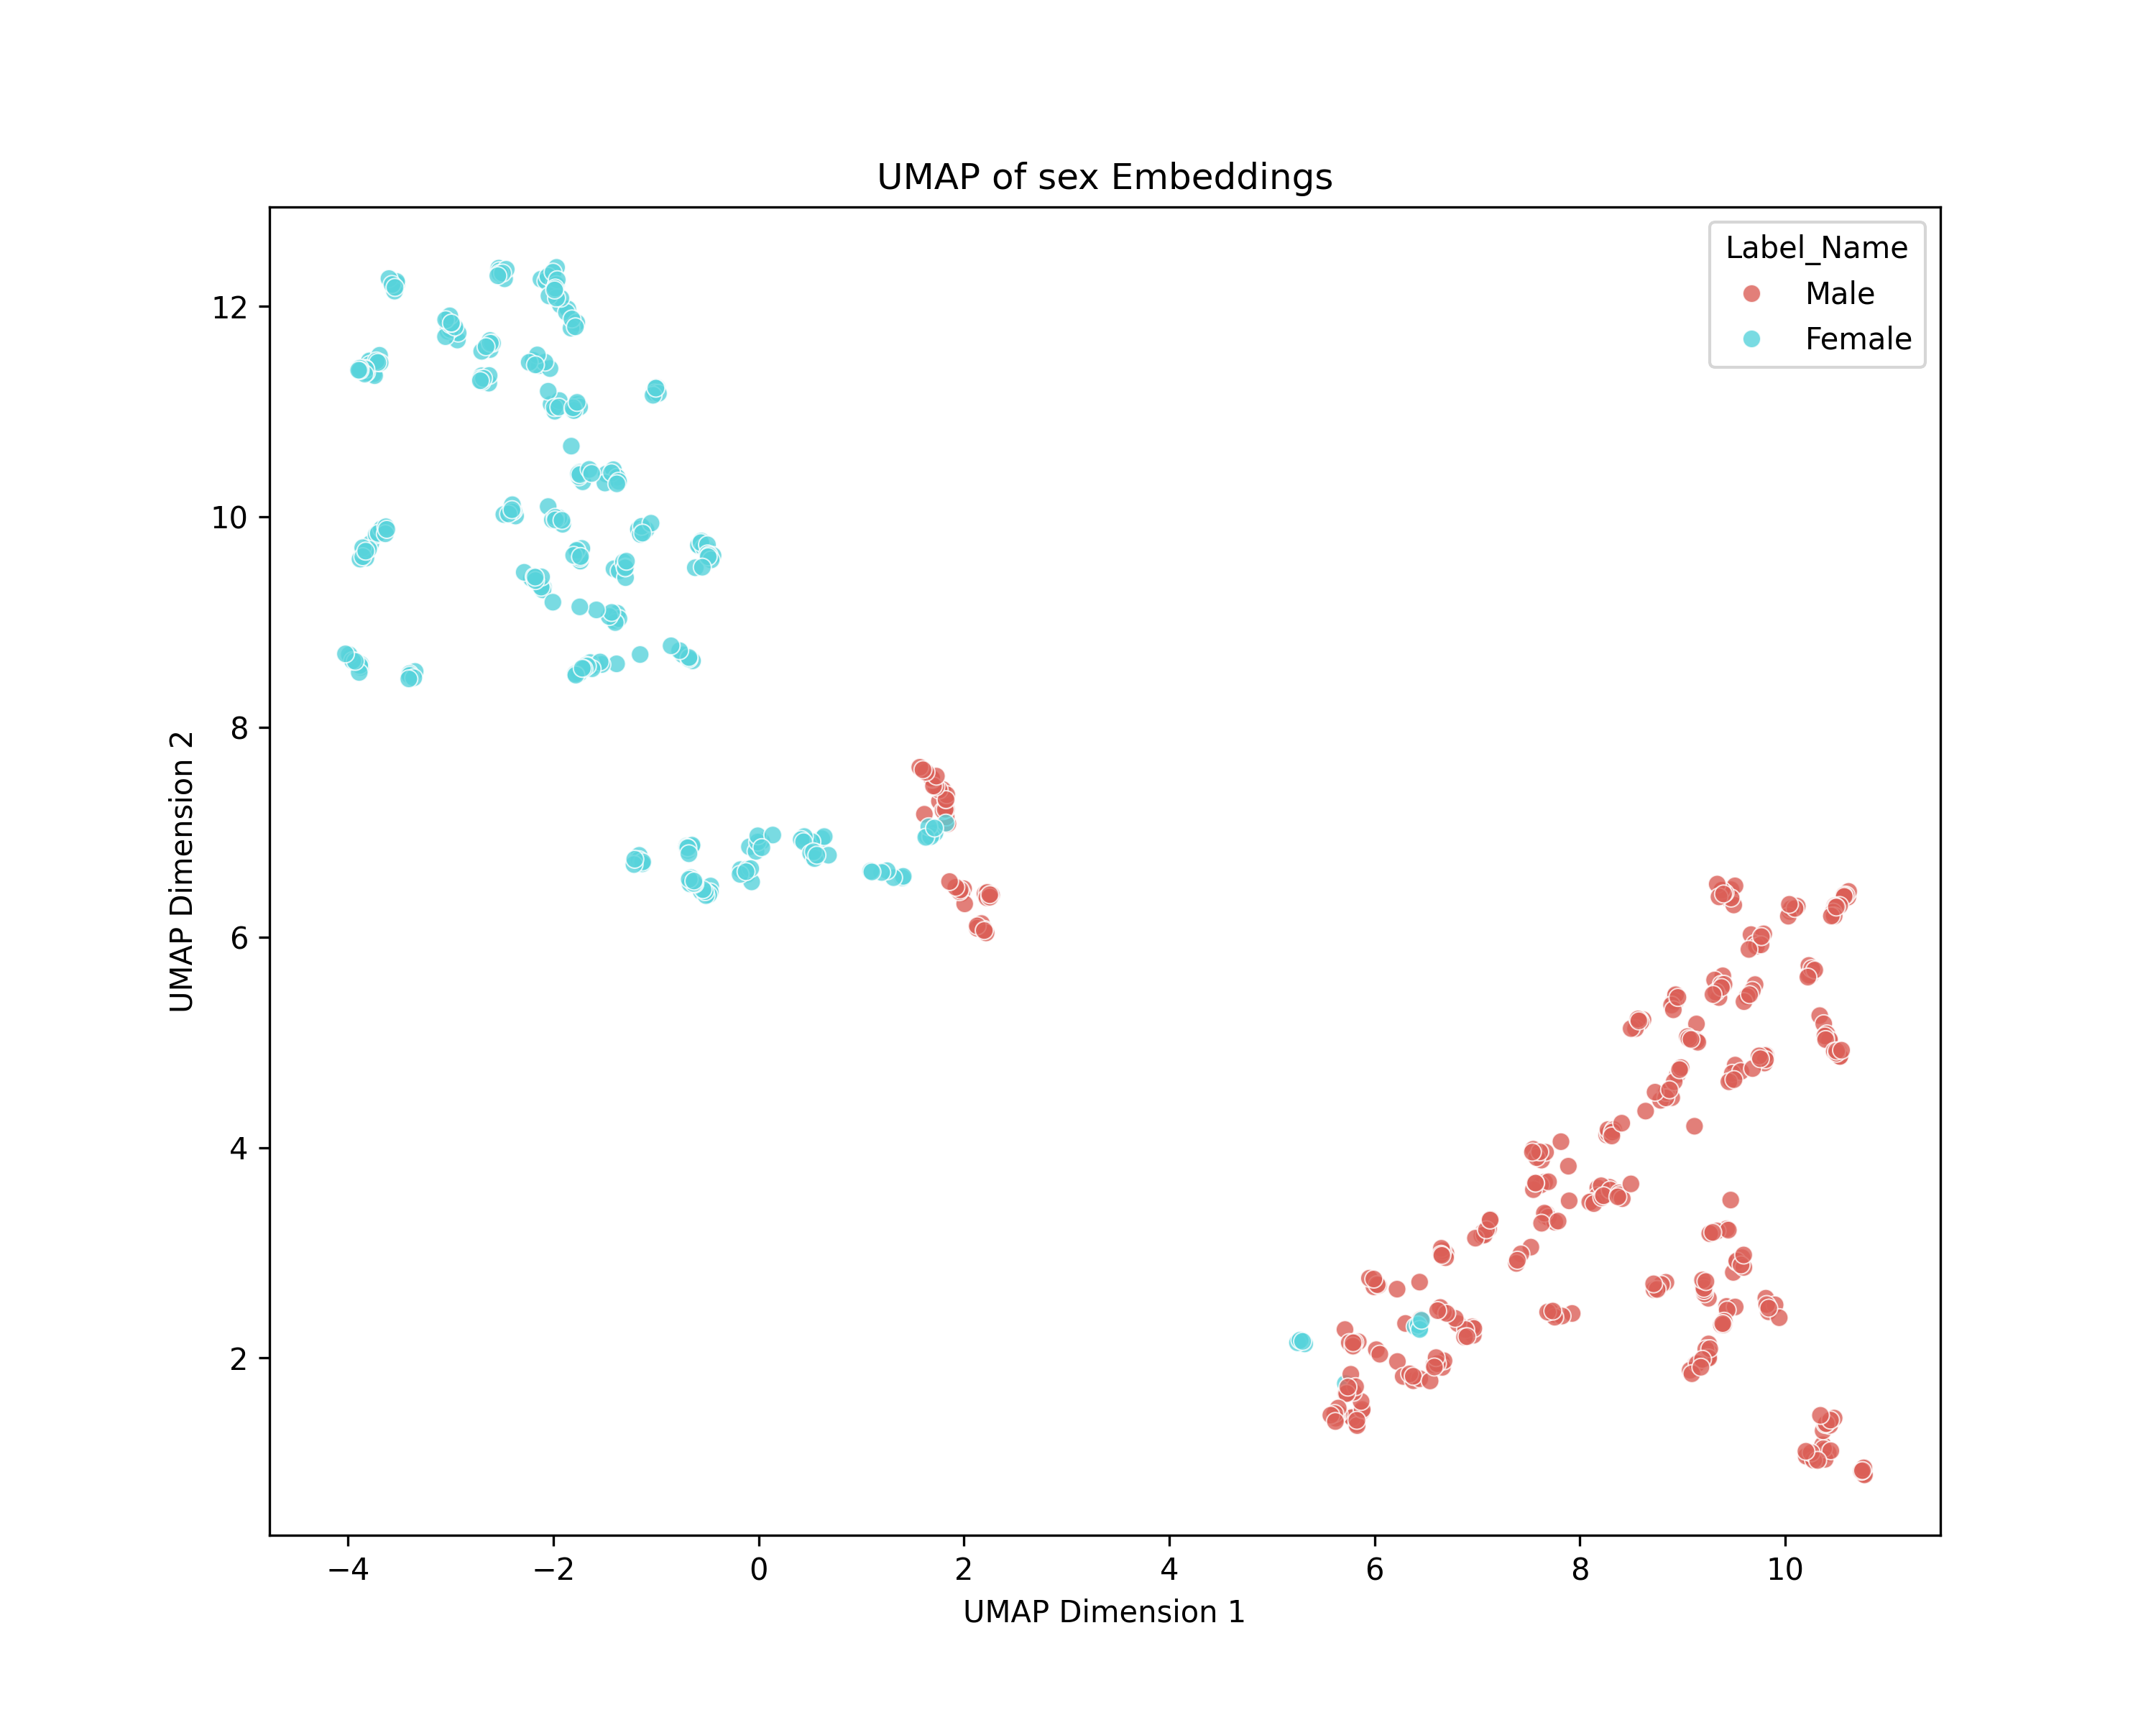 UMAP of sex Embeddings
Label_Name
Male
Female
12
10
8
6
4
2
UMAP Dimension 2
−4 −2 0 2 4 6 8 10
UMAP Dimension 1